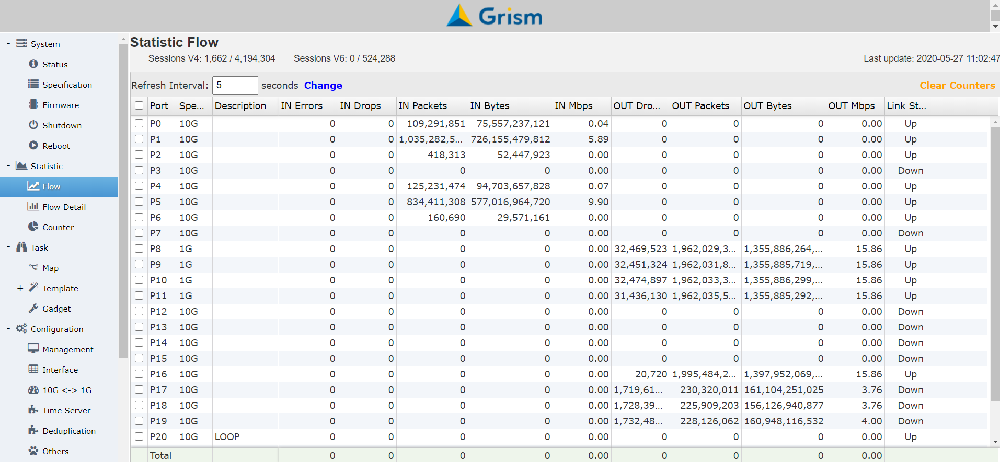 Grism
- System
Status
Specification
Firmware
Shutdown
Reboot
- Statistic
Flow
Flow Detail
Counter
- Task
Map
+ Template
Gadget
- Configuration
Management
Interface
10G <-> 1G
Time Server
Deduplication
Others
Statistic Flow
Sessions V4: 1,662 / 4,194,304 Sessions V6: 0 / 524,288 Last update: 2020-05-27 11:02:47
Refresh Interval: 5 seconds Change Clear Counters
Port Spe... Description IN Errors IN Drops IN Packets IN Bytes IN Mbps OUT Dro... OUT Packets OUT Bytes OUT Mbps Link St...
P0 10G 0 0 109,291,851 75,557,237,121 0.04 0 0 0 0.00 Up
P1 10G 0 0 1,035,282,5... 726,155,479,812 5.89 0 0 0 0.00 Up
P2 10G 0 0 418,313 52,447,923 0.00 0 0 0 0.00 Up
P3 10G 0 0 0 0 0.00 0 0 0 0.00 Down
P4 10G 0 0 125,231,474 94,703,657,828 0.07 0 0 0 0.00 Up
P5 10G 0 0 834,411,308 577,016,964,720 9.90 0 0 0 0.00 Up
P6 10G 0 0 160,690 29,571,161 0.00 0 0 0 0.00 Up
P7 10G 0 0 0 0 0.00 0 0 0 0.00 Down
P8 1G 0 0 0 0 0.00 32,469,523 1,962,029,3... 1,355,886,264,... 15.86 Up
P9 1G 0 0 0 0 0.00 32,451,324 1,962,031,8... 1,355,885,719,... 15.86 Up
P10 1G 0 0 0 0 0.00 32,474,897 1,962,033,3... 1,355,886,299,... 15.86 Up
P11 1G 0 0 0 0 0.00 31,436,130 1,962,035,5... 1,355,885,292,... 15.86 Up
P12 10G 0 0 0 0 0.00 0 0 0 0.00 Down
P13 10G 0 0 0 0 0.00 0 0 0 0.00 Down
P14 10G 0 0 0 0 0.00 0 0 0 0.00 Down
P15 10G 0 0 0 0 0.00 0 0 0 0.00 Down
P16 10G 0 0 0 0 0.00 20,720 1,995,484,2... 1,397,952,069,... 15.86 Up
P17 10G 0 0 0 0 0.00 1,719,61... 230,320,011 161,104,251,025 3.76 Down
P18 10G 0 0 0 0 0.00 1,728,39... 225,909,203 156,126,940,877 3.76 Down
P19 10G 0 0 0 0 0.00 1,732,48... 228,126,062 160,948,116,532 4.00 Down
P20 10G LOOP 0 0 0 0 0.00 0 0 0 0.00 Up
Total 0 0 0 0 0.00 0 0 0 0.00